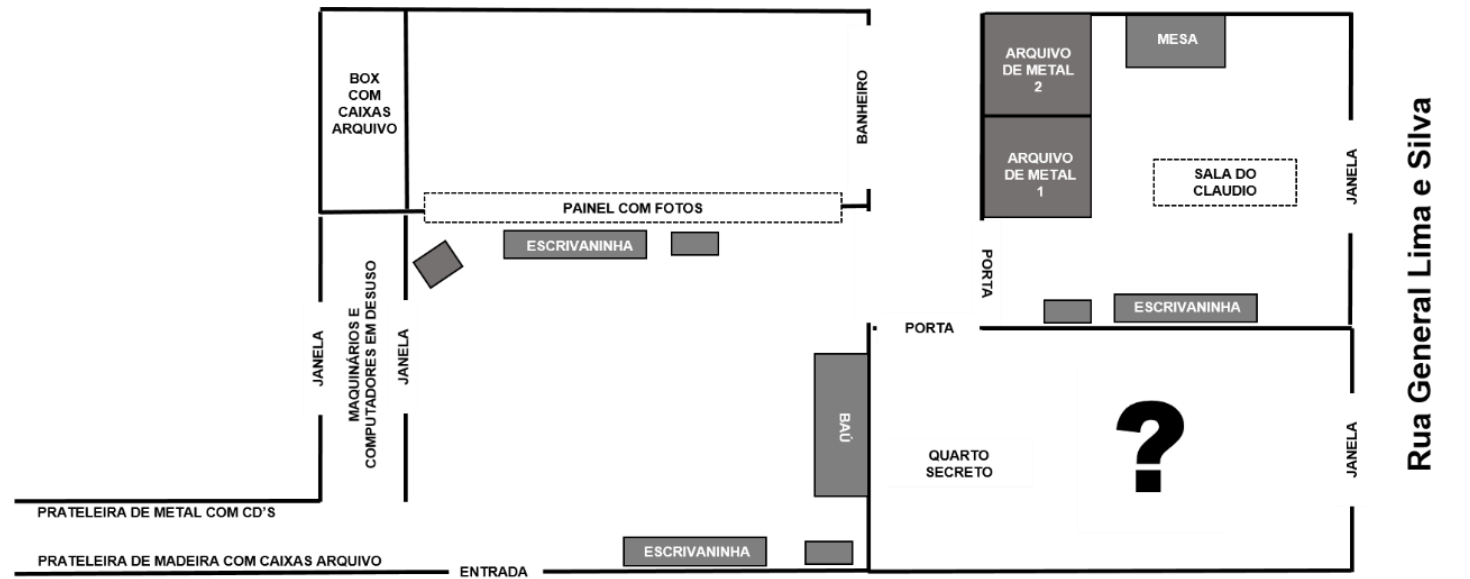 BOX
COM
CAIXAS
ARQUIVO
BANHEIRO
ARQUIVO
DE METAL
2
MESA
ARQUIVO
DE METAL
1
SALA DO
CLAUDIO
JANELA
Rua General Lima e Silva
PAINEL COM FOTOS
ESCRIVANINHA
PORTA
ESCRIVANINHA
PORTA
JANELA
MAQUINÁRIOS E
COMPUTADORES EM DESUSO
JANELA
BAÚ
QUARTO
SECRETO
?
JANELA
PRATELEIRA DE METAL COM CD'S
PRATELEIRA DE MADEIRA COM CAIXAS ARQUIVO
ENTRADA
ESCRIVANINHA